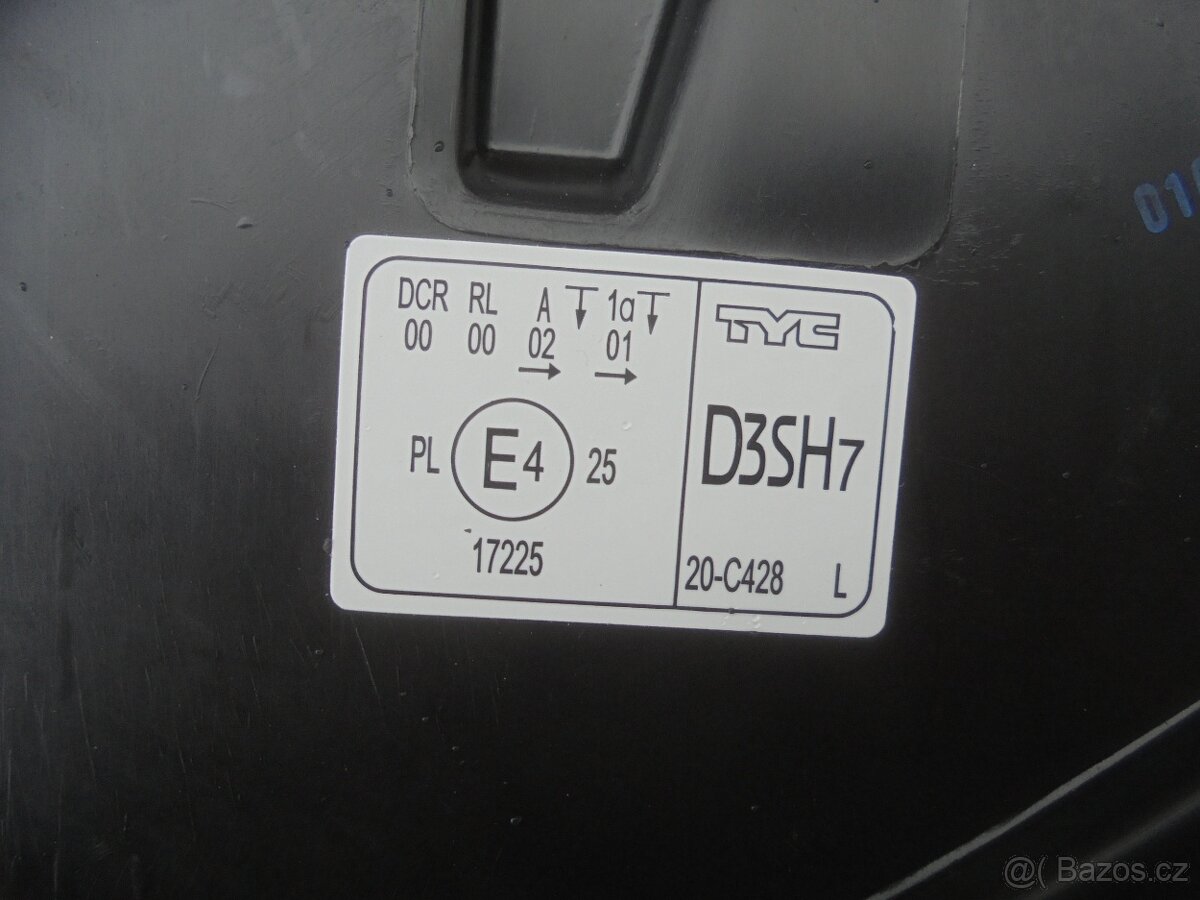 DCR RL A 1a
00 00 02 01
PL E4 25
17225
TYC
D3SH7
20-C428 L
@( Bazos.cz